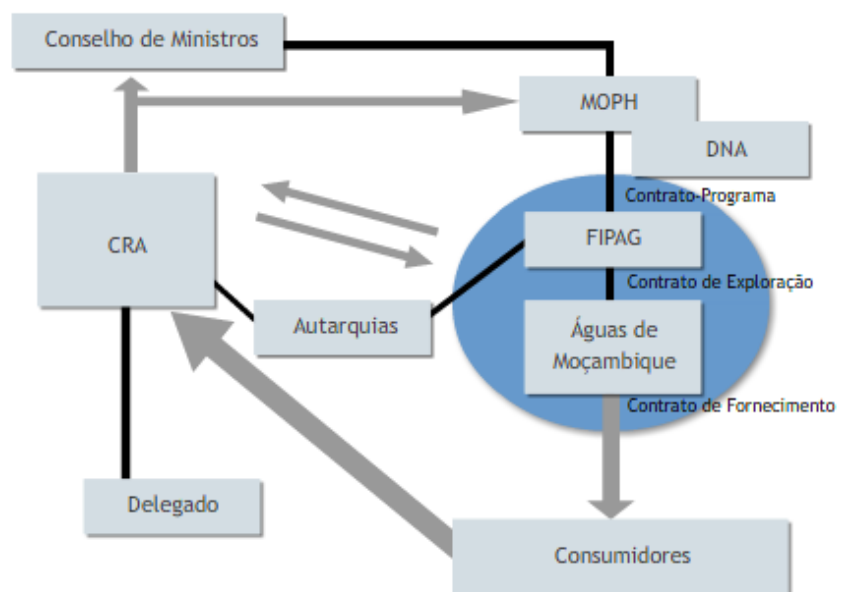 Conselho de Ministros
MOPH
DNA
Contrato-Programa
CRA
FIPAG
Contrato de Exploração
Autarquias
Águas de
Moçambique
Contrato de Fornecimento
Delegado
Consumidores